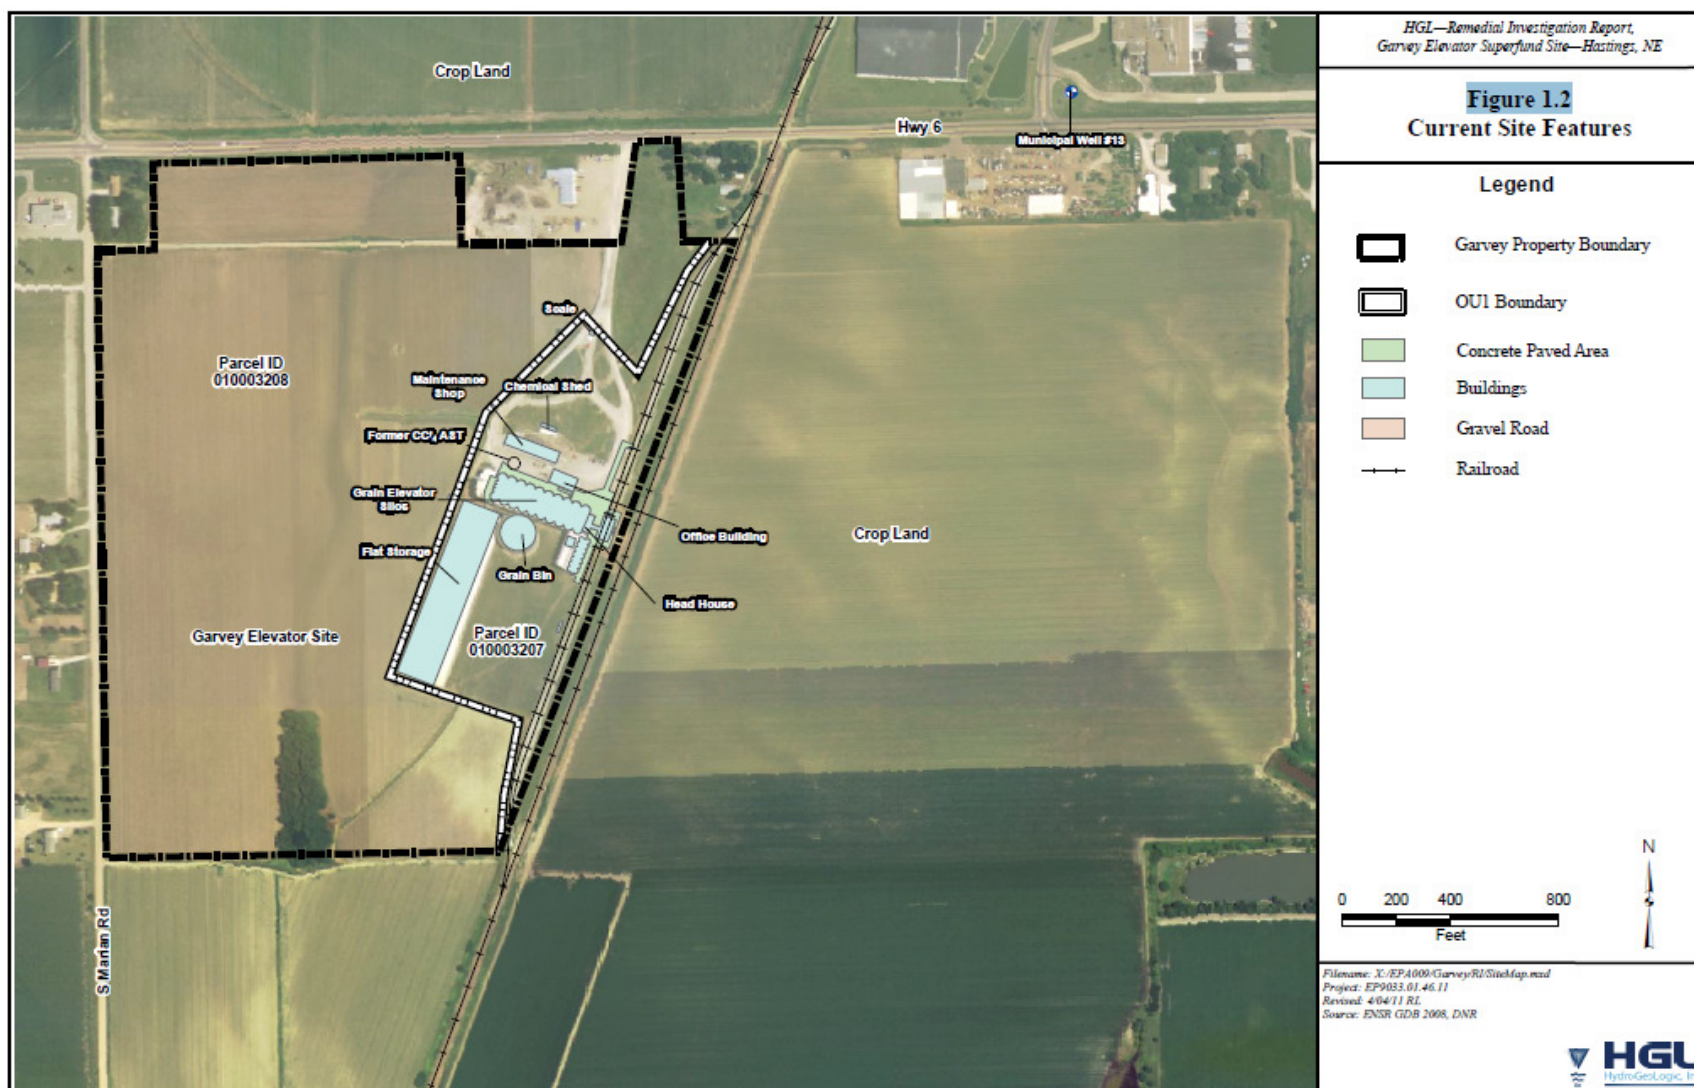 HGL—Remedial Investigation Report,
Garvey Elevator Superfund Site—Hastings, NE
Figure 1.2
Current Site Features
Legend
Garvey Property Boundary
OU1 Boundary
Concrete Paved Area
Buildings
Gravel Road
Railroad
Crop Land
Hwy 6
Municipal Well #13
Scale
Parcel ID
010003208
Maintenance
Shop
Chemical Shed
Former CCl4 AST
Grain Elevator
Silos
Flat Storage
Grain Bin
Office Building
Head House
Crop Land
Garvey Elevator Site
Parcel ID
010003207
S Marian Rd
N
0 200 400 800
Feet
Filename: X:/EPA009/Garvey/RI/SiteMap.mxd
Project: EP9033.01.46.11
Revised: 4/04/11 RL
Source: ENSR GDB 2008, DNR
HGL
HydroGeoLogic, In